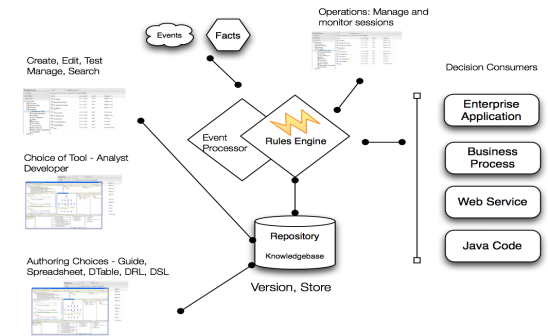 Operations: Manage and
monitor sessions
Events
Facts
Create, Edit, Test
Manage, Search
Decision Consumers
Enterprise
Application
Event
Processor
Rules Engine
Business
Process
Choice of Tool - Analyst
Developer
Web Service
Repository
Knowledgebase
Java Code
Authoring Choices - Guide,
Spreadsheet, DTable, DRL, DSL
Version, Store